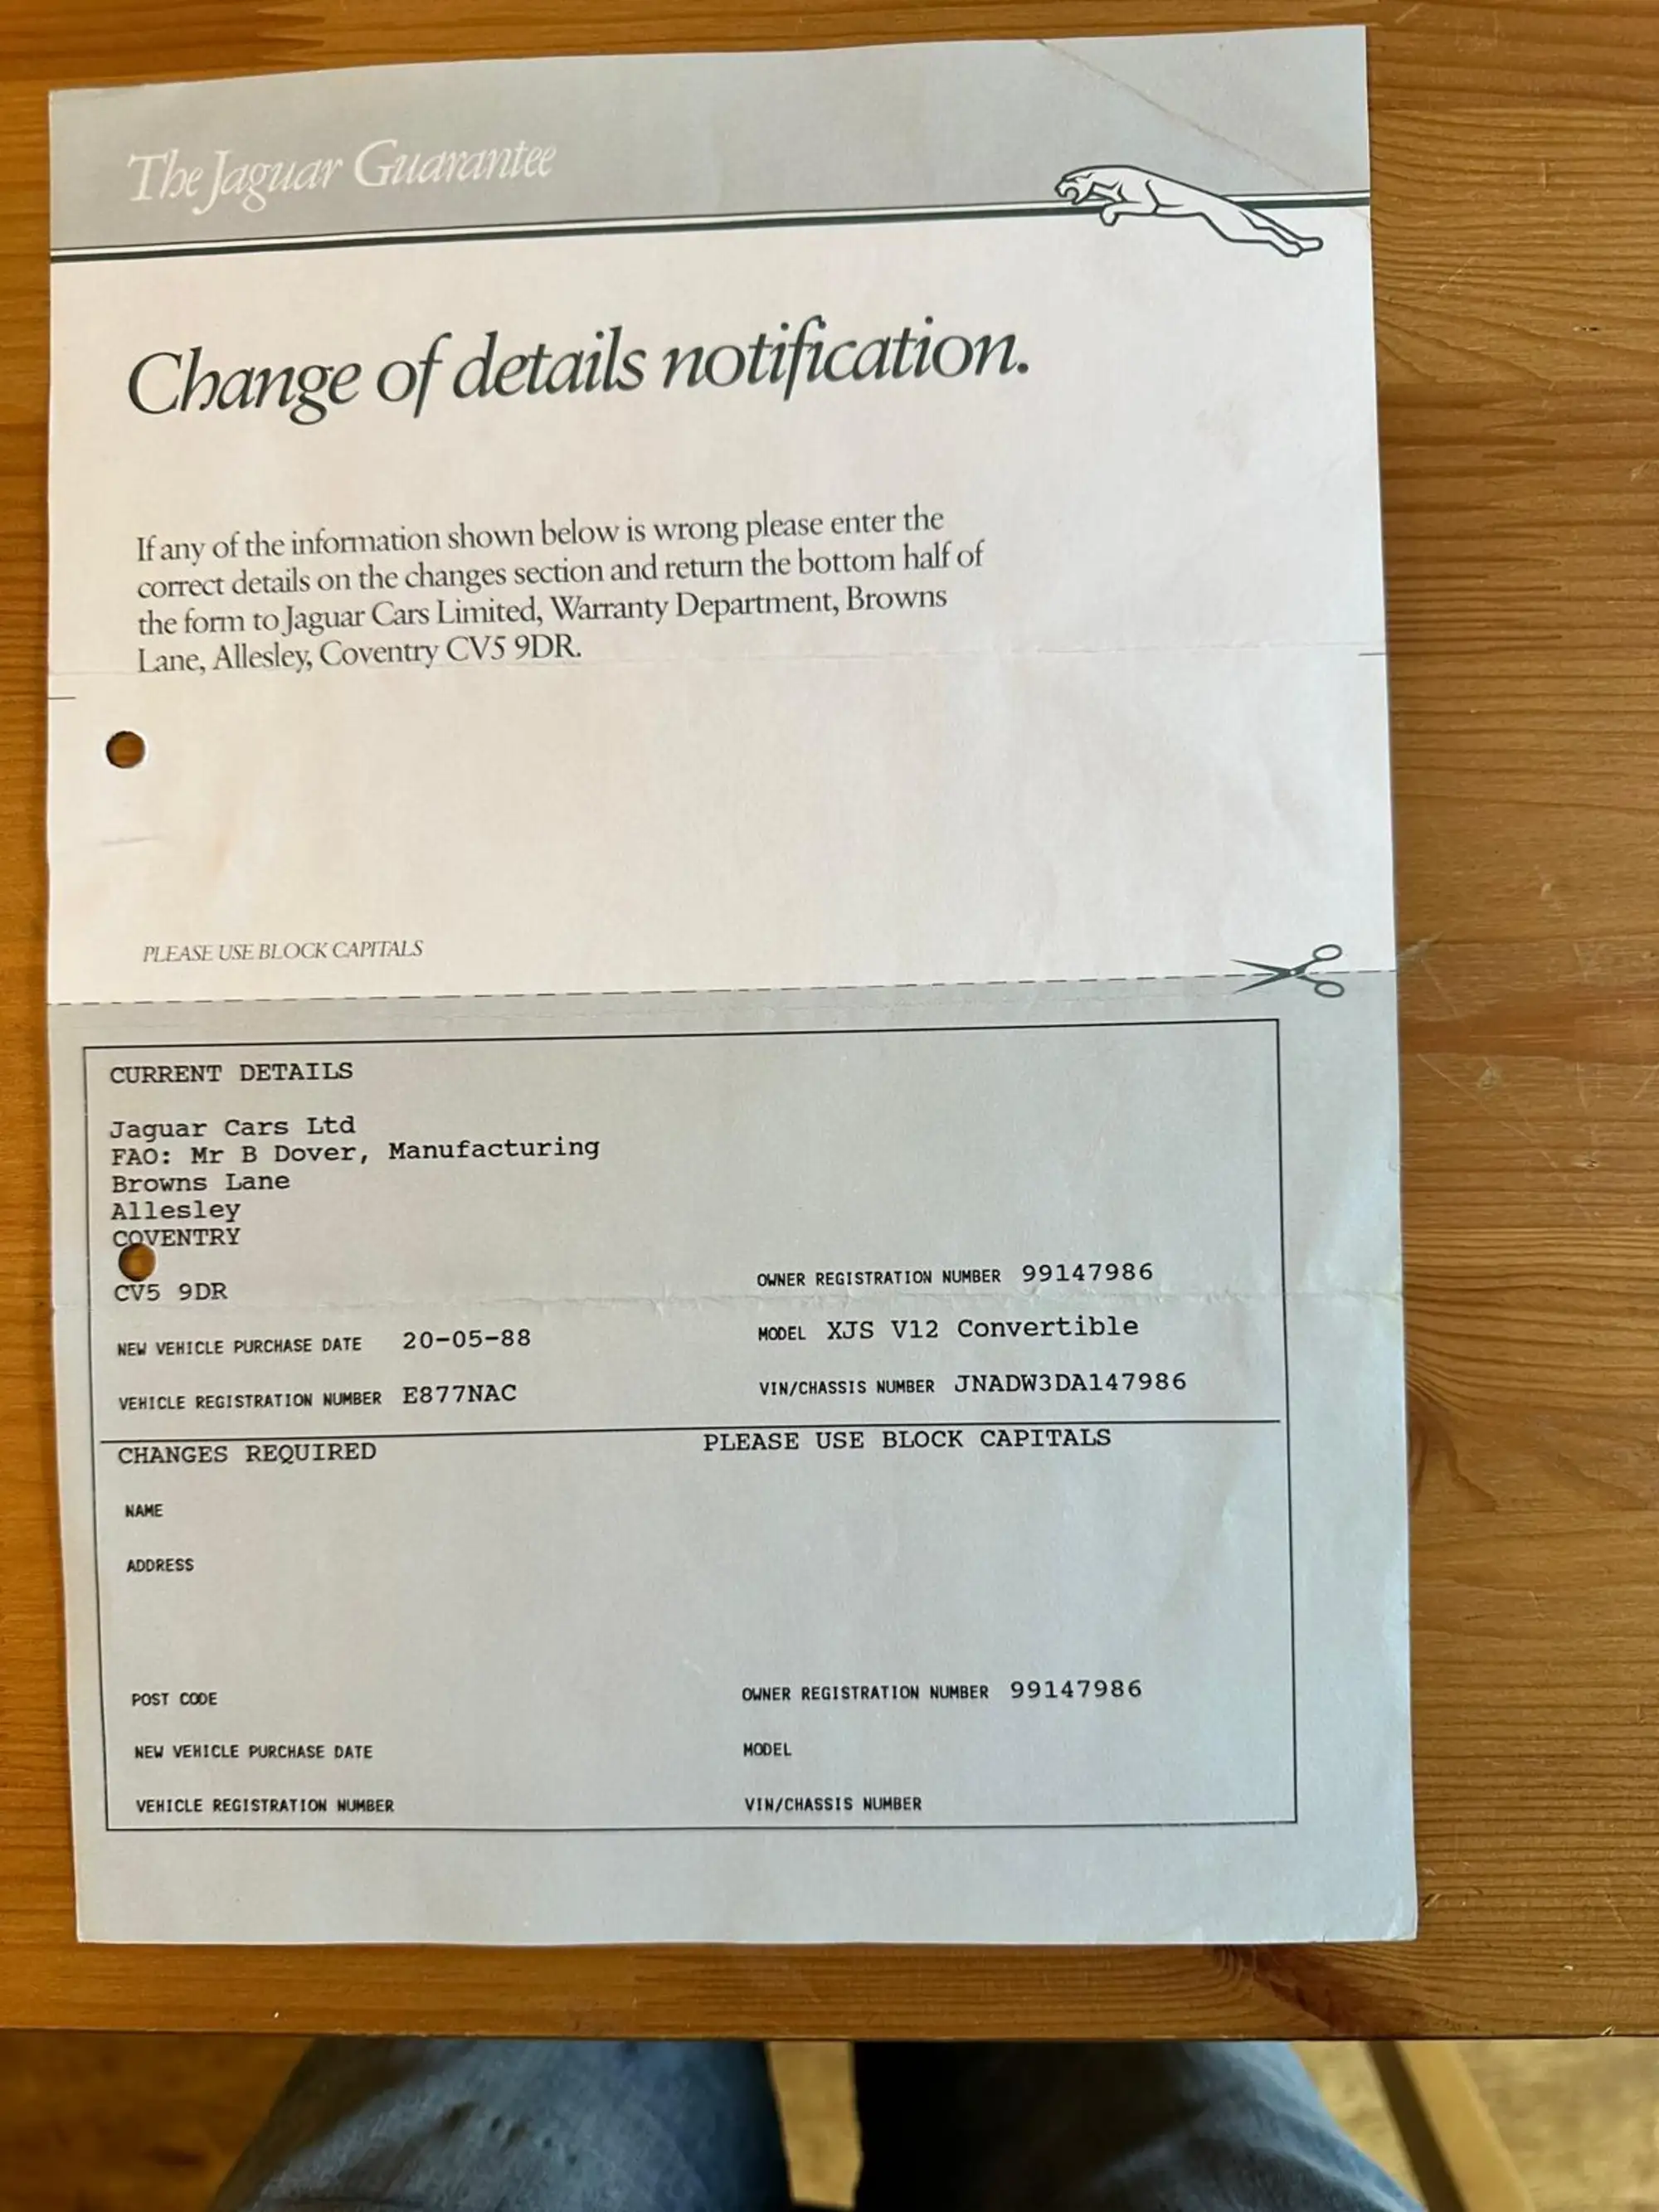 The Jaguar Guarantee
Change of details notification.
If any of the information shown below is wrong please enter the
correct details on the changes section and return the bottom half of
the form to Jaguar Cars Limited, Warranty Department, Browns
Lane, Allesley, Coventry CV5 9DR.
PLEASE USE BLOCK CAPITALS
CURRENT DETAILS
Jaguar Cars Ltd
FAO: Mr B Dover, Manufacturing
Browns Lane
Allesley
COVENTRY
CV5 9DR
OWNER REGISTRATION NUMBER 99147986
NEW VEHICLE PURCHASE DATE 20-05-88
MODEL XJS V12 Convertible
VEHICLE REGISTRATION NUMBER E877NAC
VIN/CHASSIS NUMBER JNADW3DA147986
CHANGES REQUIRED
PLEASE USE BLOCK CAPITALS
NAME
ADDRESS
POST CODE
OWNER REGISTRATION NUMBER 99147986
NEW VEHICLE PURCHASE DATE
MODEL
VEHICLE REGISTRATION NUMBER
VIN/CHASSIS NUMBER